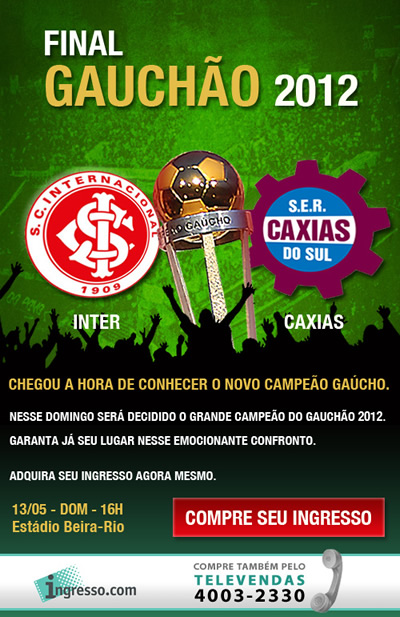 FINAL
GAUCHÃO 2012
S.C. INTERNACIONAL
1909
GAUCHO
S.E.R.
CAXIAS
DO SUL
INTER
CAXIAS
CHEGOU A HORA DE CONHECER O NOVO CAMPEÃO GAÚCHO.
NESSE DOMINGO SERÁ DECIDIDO O GRANDE CAMPEÃO DO GAUCHÃO 2012.
GARANTA JÁ SEU LUGAR NESSE EMOCIONANTE CONFRONTO.
ADQUIRA SEU INGRESSO AGORA MESMO.
13/05 - DOM - 16H
Estádio Beira-Rio
COMPRE SEU INGRESSO
ingresso.com
COMPRE TAMBÉM PELO
TELEVENDAS
4003-2330